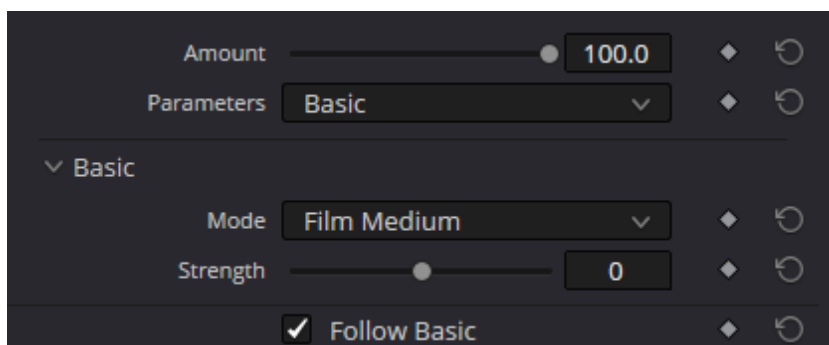 Amount 100.0
Parameters Basic
Basic
Mode Film Medium
Strength 0
Follow Basic